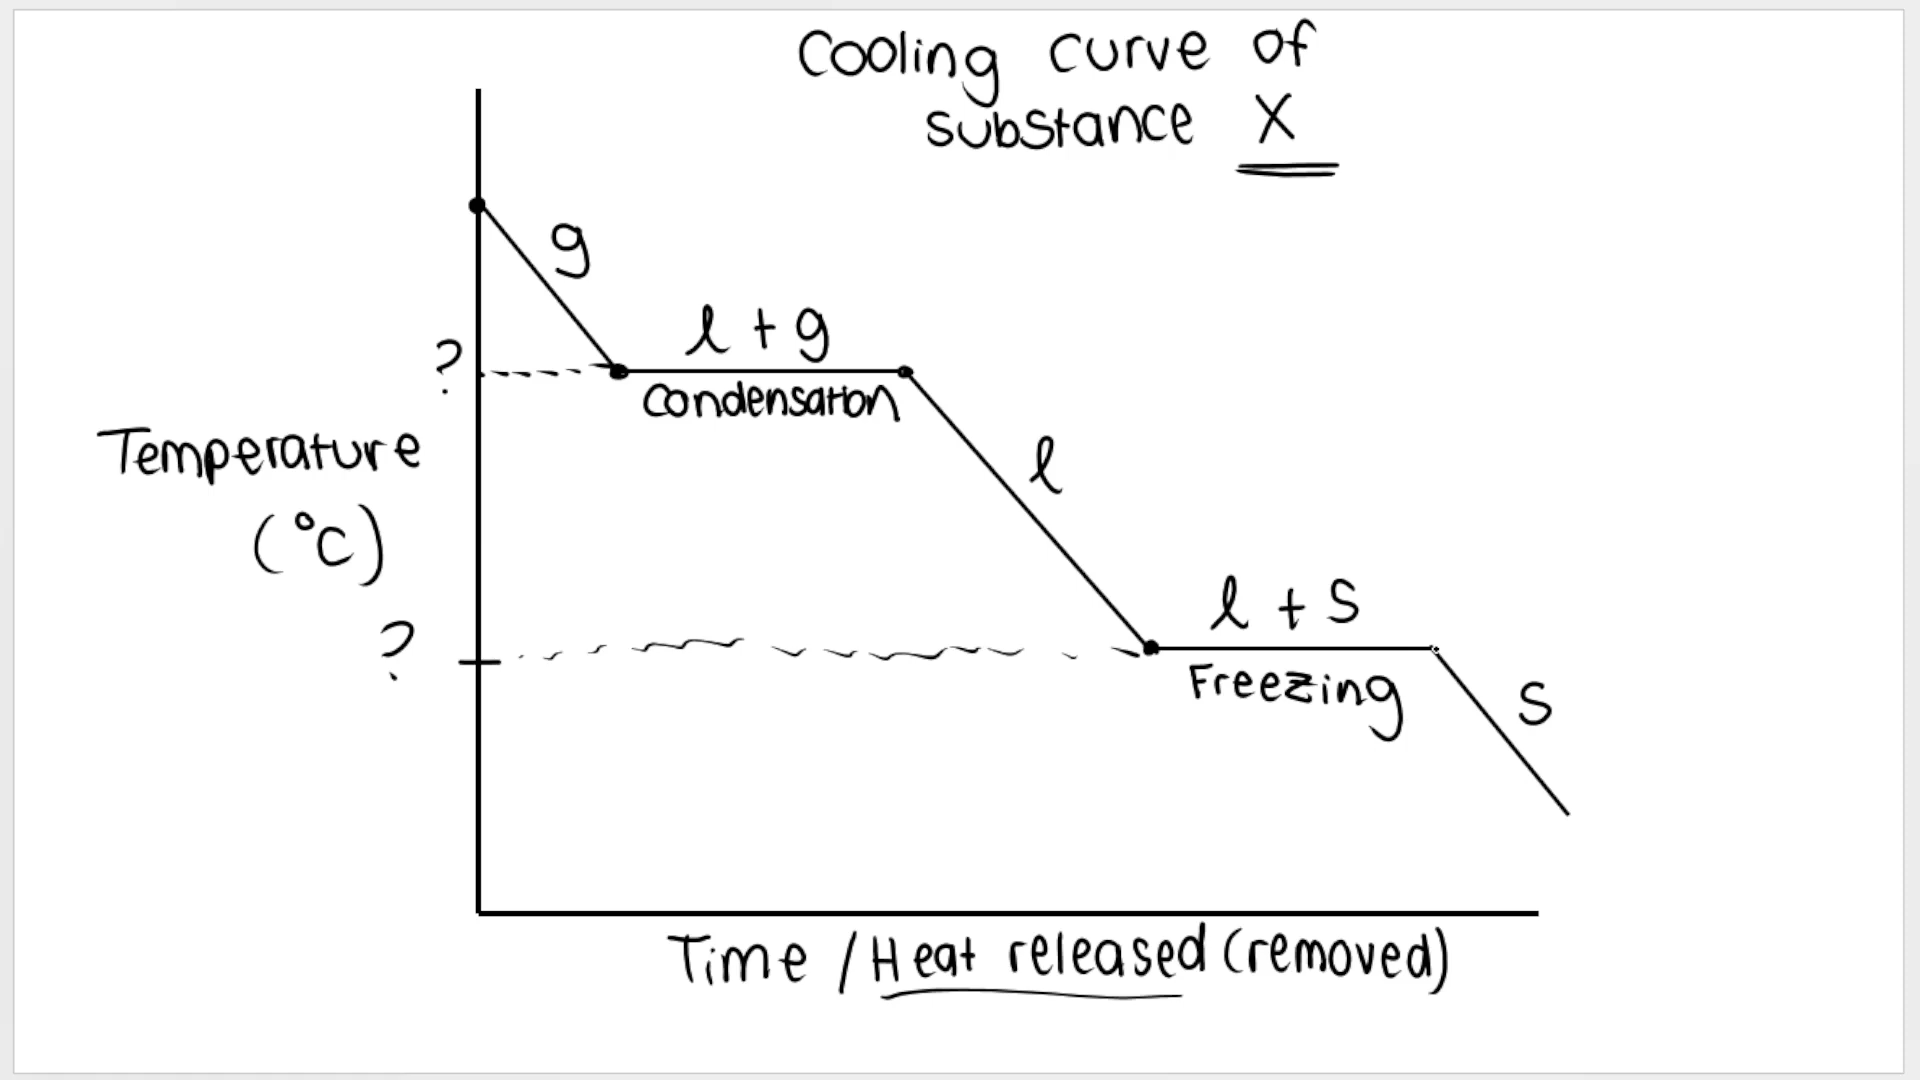 Cooling curve of
substance X
g
l + g
?
Condensation
Temperature
l
(°C)
l + s
?
Freezing
s
Time / Heat released (removed)